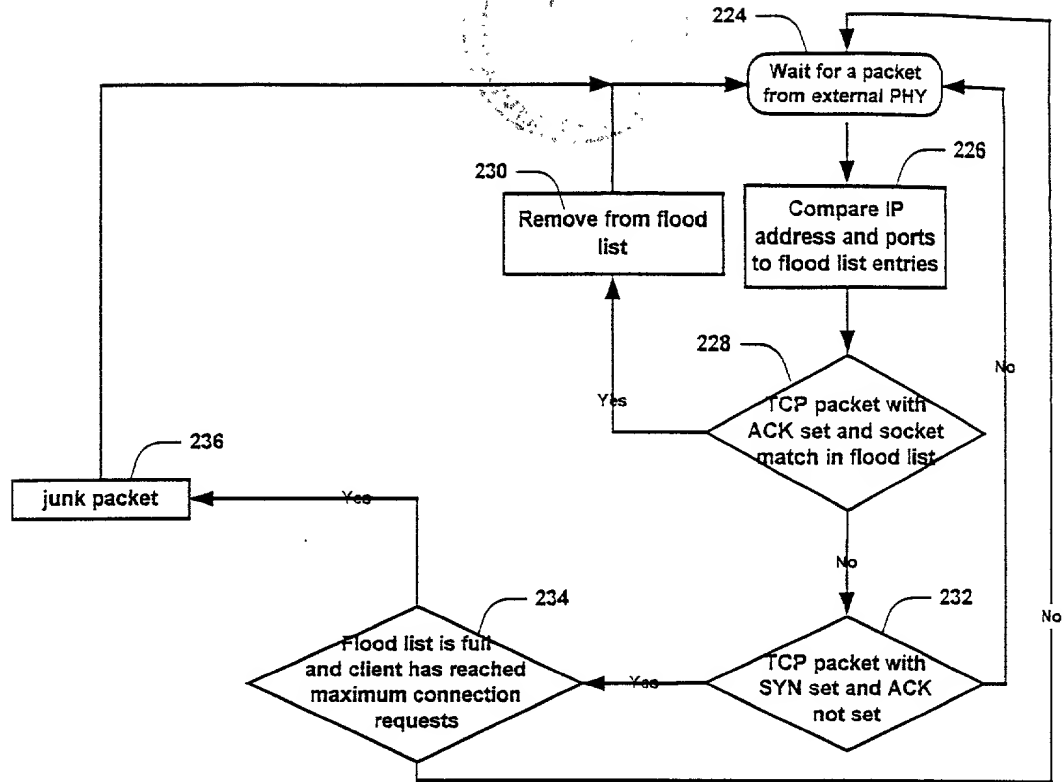 224
Wait for a packet
from external PHY
226
Compare IP
address and ports
to flood list entries
230
Remove from flood
list
228
TCP packet with
ACK set and socket
match in flood list
Yes
No
No
236
junk packet
Yes
234
Flood list is full
and client has reached
maximum connection
requests
Yes
232
TCP packet with
SYN set and ACK
not set
No